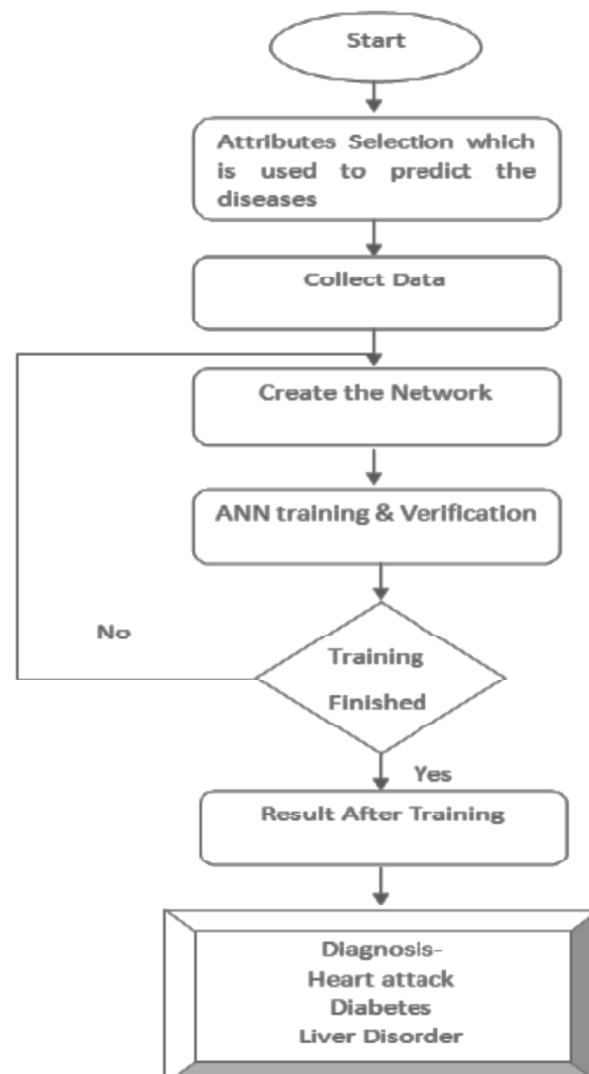 Start
Attributes Selection which
is used to predict the
diseases
Collect Data
Create the Network
ANN training & Verification
No
Training
Finished
Yes
Result After Training
Diagnosis-
Heart attack
Diabetes
Liver Disorder